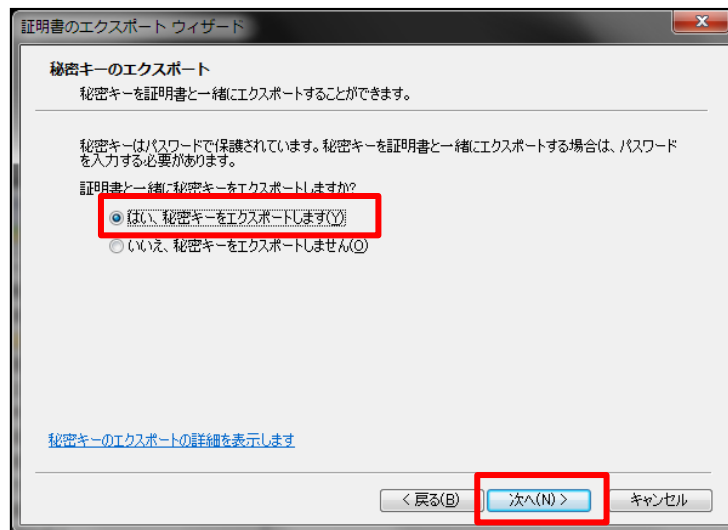 証明書のエクスポート ウィザード
秘密キーのエクスポート
秘密キーを証明書と一緒にエクスポートすることができます。
秘密キーはパスワードで保護されています。秘密キーを証明書と一緒にエクスポートする場合は、パスワード
を入力する必要があります。
証明書と一緒に秘密キーをエクスポートしますか?
はい、秘密キーをエクスポートします(Y)
いいえ、秘密キーをエクスポートしません(O)
秘密キーのエクスポートの詳細を表示します
< 戻る(B) 次へ(N) > キャンセル